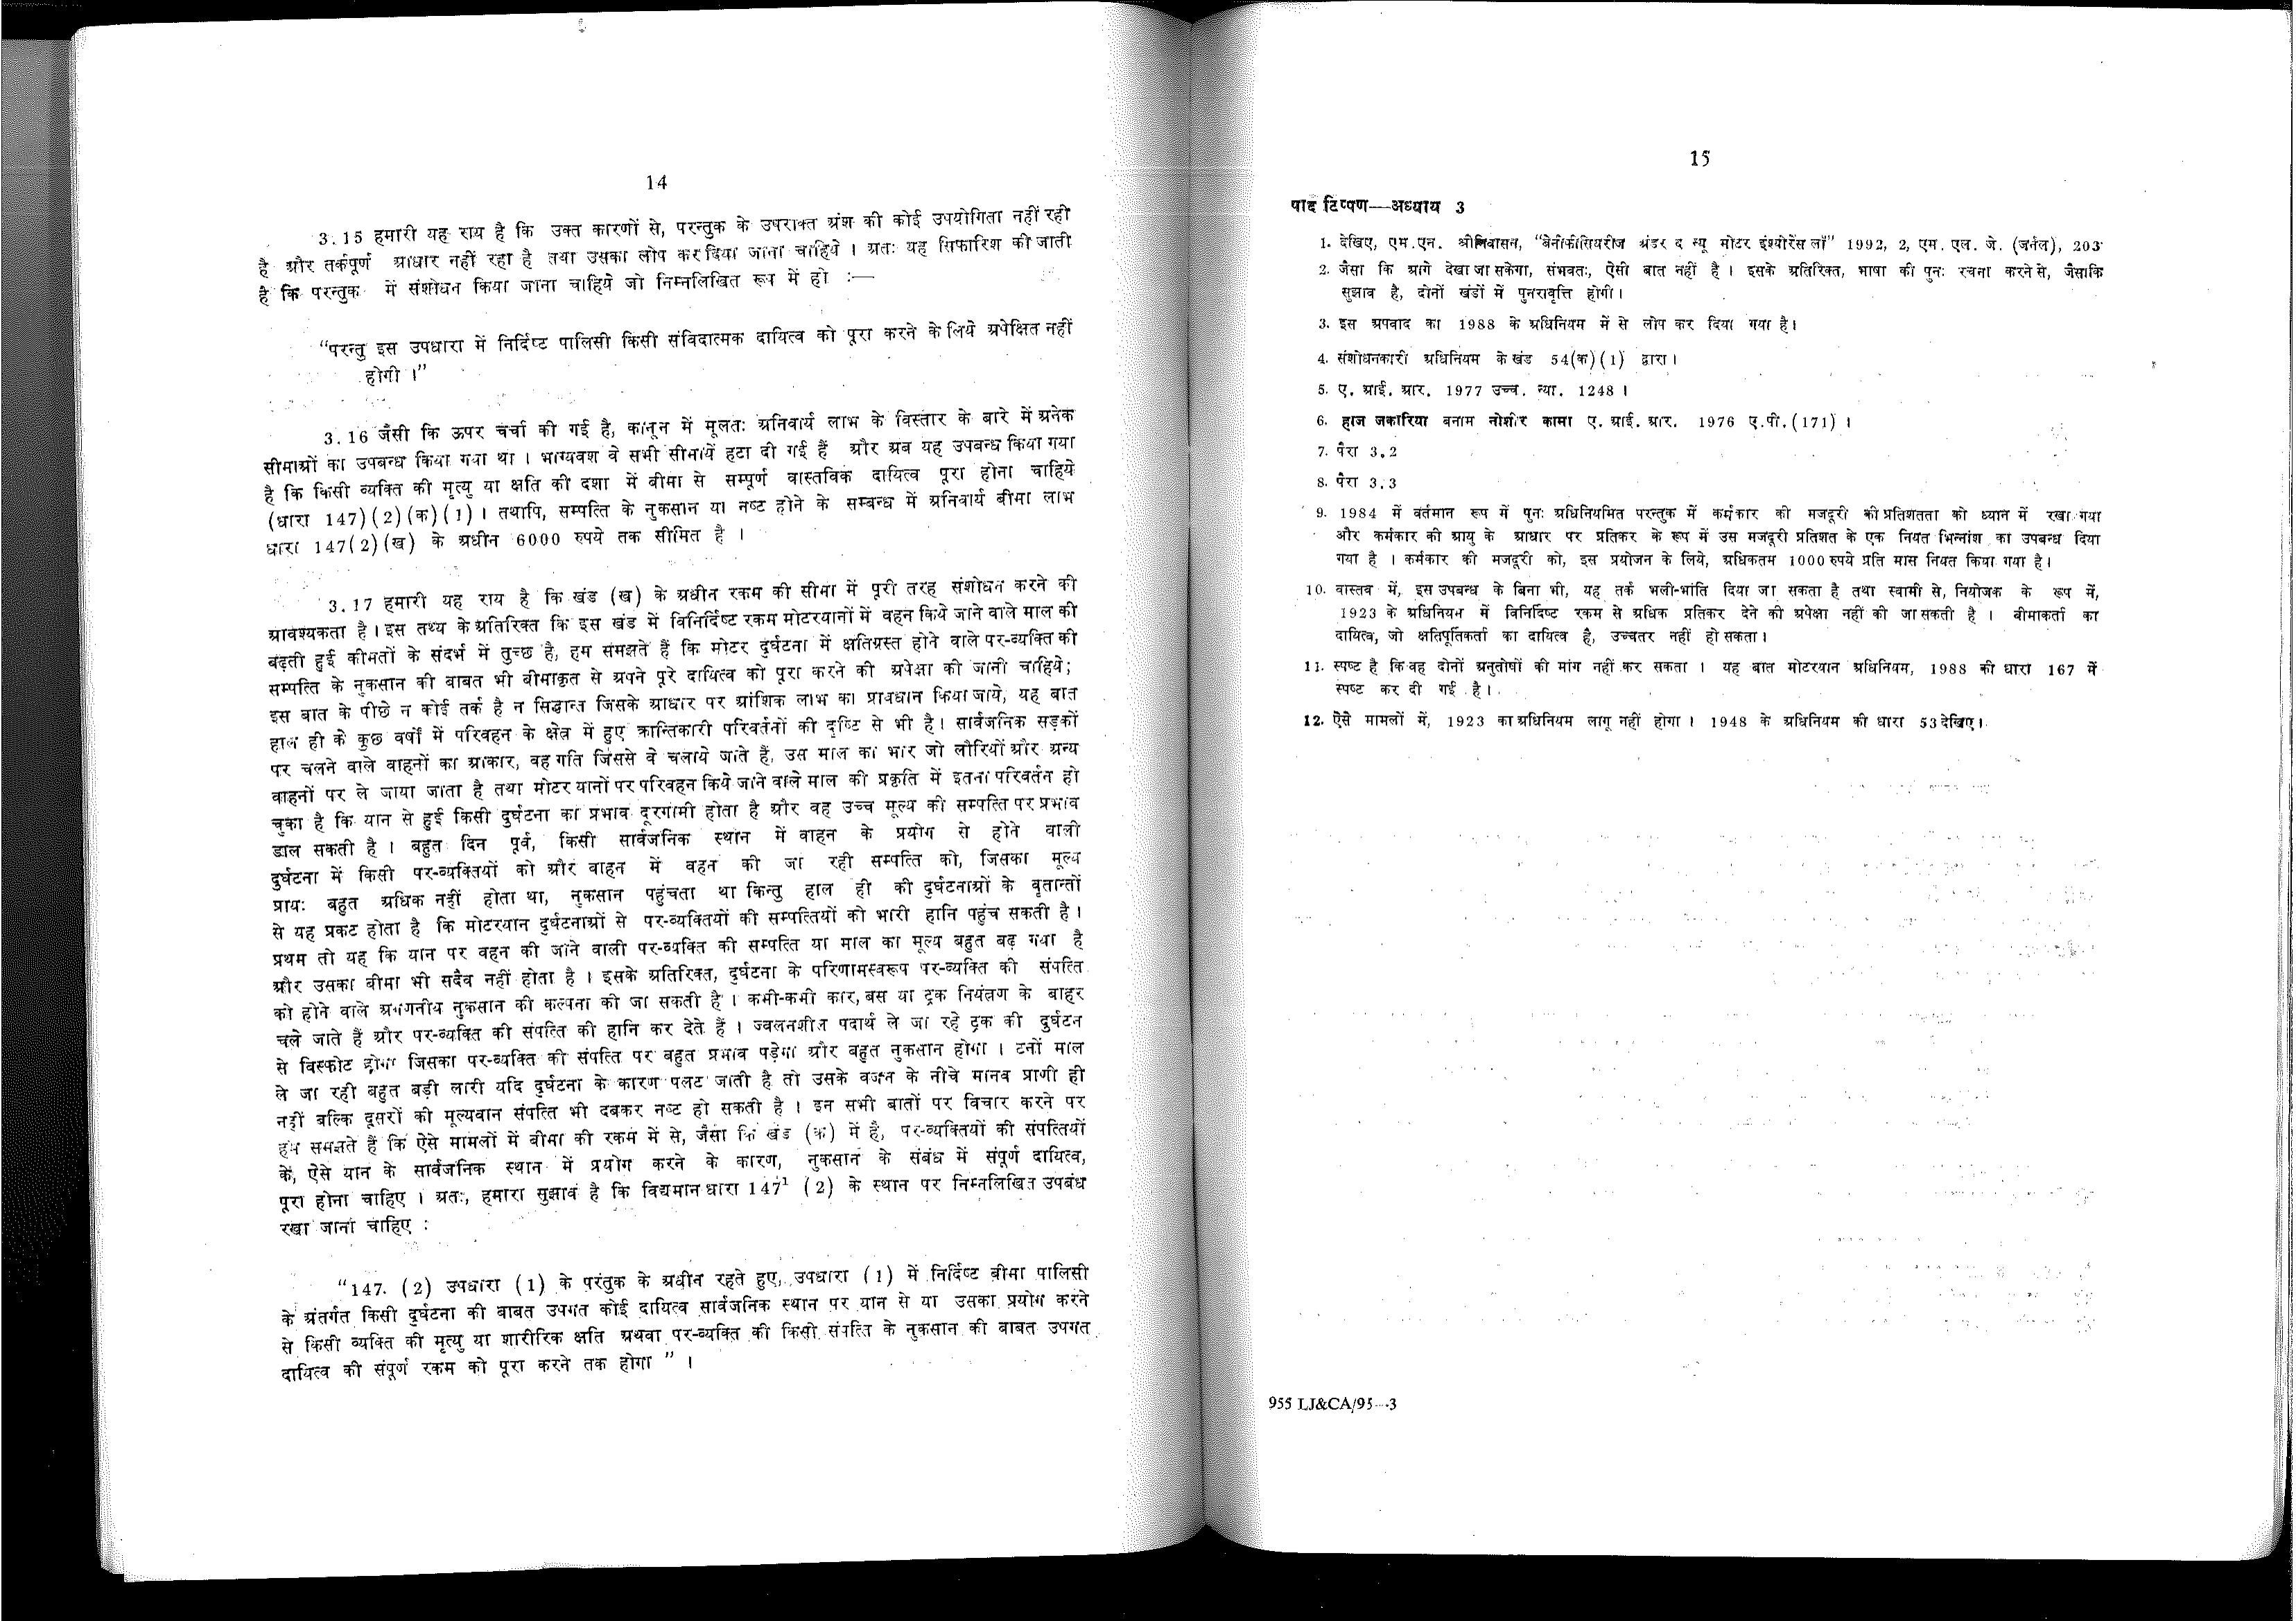 14
3.15 हमारी यह राय है कि उक्त कारणों से, परन्तुक के उपरोक्त अंश की कोई उपयोगिता नहीं रही
है और तर्कपूर्ण आधार नहीं रहा है तथा उसका लोप कर दिया जाना चाहिये । अतः यह सिफारिश की जाती
है कि परन्तुक में संशोधन किया जाना चाहिये जो निम्नलिखित रूप में हो :—
“परन्तु इस उपधारा में निर्दिष्ट पालिसी किसी संविदात्मक दायित्व को पूरा करने के लिये अपेक्षित नहीं
होगी ।”
3.16 जैसी कि ऊपर चर्चा की गई है, कानून में मूलतः अनिवार्य लाभ के विस्तार के बारे में अनेक
सीमाओं का उपबन्ध किया गया था । भाग्यवश वे सभी सीमायें हटा दी गई हैं और अब यह उपबन्ध किया गया
है कि किसी व्यक्ति की मृत्यु या क्षति की दशा में बीमा से सम्पूर्ण वास्तविक दायित्व पूरा होना चाहिये
(धारा 147)(2)(क)(1) । तथापि, सम्पत्ति के नुकसान या नष्ट होने के सम्बन्ध में अनिवार्य बीमा लाभ
धारा 147(2)(ख) के अधीन 6000 रुपये तक सीमित है ।
3.17 हमारी यह राय है कि खंड (ख) के अधीन रकम की सीमा में पूरी तरह संशोधन करने की
आवश्यकता है । इस तथ्य के अतिरिक्त कि इस खंड में विनिर्दिष्ट रकम मोटरयानों में वहन किये जाने वाले माल की
बढ़ती हुई कीमतों के संदर्भ में तुच्छ है, हम समझते हैं कि मोटर दुर्घटना में क्षतिग्रस्त होने वाले पर-व्यक्ति की
सम्पत्ति के नुकसान की बाबत भी बीमाकृत से अपने पूरे दायित्व को पूरा करने की अपेक्षा की जानी चाहिये;
इस बात के पीछे न कोई तर्क है न सिद्धान्त जिसके आधार पर आंशिक लाभ का प्रावधान किया जाये, यह बात
हाल ही के कुछ वर्षों में परिवहन के क्षेत्र में हुए क्रान्तिकारी परिवर्तनों की दृष्टि से भी है। सार्वजनिक सड़कों
पर चलने वाले वाहनों का आकार, वह गति जिससे वे चलाये जाते हैं, उस माल का भार जो लौरियों और अन्य
वाहनों पर ले जाया जाता है तथा मोटर यानों पर परिवहन किये जाने वाले माल की प्रकृति में इतना परिवर्तन हो
चुका है कि यान से हुई किसी दुर्घटना का प्रभाव दूरगामी होता है और वह उच्च मूल्य की सम्पत्ति पर प्रभाव
डाल सकती है । बहुत दिन पूर्व, किसी सार्वजनिक स्थान में वाहन के प्रयोग से होने वाली
दुर्घटना में किसी पर-व्यक्तियों को और वाहन में वहन की जा रही सम्पत्ति को, जिसका मूल्य
प्रायः बहुत अधिक नहीं होता था, नुकसान पहुंचता था किन्तु हाल ही की दुर्घटनाओं के वृतान्तों
से यह प्रकट होता है कि मोटरयान दुर्घटनाओं से पर-व्यक्तियों की सम्पत्तियों को भारी हानि पहुंच सकती है ।
प्रथम तो यह कि यान पर वहन की जाने वाली पर-व्यक्ति की सम्पत्ति या माल का मूल्य बहुत बढ़ गया है
और उसका बीमा भी सदैव नहीं होता है । इसके अतिरिक्त, दुर्घटना के परिणामस्वरूप पर-व्यक्ति की संपत्ति
को होने वाले अगणनीय नुकसान की कल्पना की जा सकती है । कभी-कभी कार, बस या ट्रक नियंत्रण के बाहर
चले जाते हैं और पर-व्यक्ति की संपत्ति की हानि कर देते हैं । ज्वलनशील पदार्थ ले जा रहे ट्रक की दुर्घटन
से विस्फोट होगा जिसका पर-व्यक्ति की संपत्ति पर बहुत प्रभाव पड़ेगा और बहुत नुकसान होगा । टनों माल
ले जा रही बहुत बड़ी लारी यदि दुर्घटना के कारण पलट जाती है तो उसके वजन के नीचे मानव प्राणी ही
नहीं बल्कि दूसरों की मूल्यवान संपत्ति भी दबकर नष्ट हो सकती है । इन सभी बातों पर विचार करने पर
हम समझते हैं कि ऐसे मामलों में बीमा की रकम में से, जैसा कि खंड (क) में है, पर-व्यक्तियों की संपत्तियों
के, ऐसे यान के सार्वजनिक स्थान में प्रयोग करने के कारण, नुकसान के संबंध में संपूर्ण दायित्व,
पूरा होना चाहिए । अतः, हमारा सुझाव है कि विद्यमान धारा 147¹ (2) के स्थान पर निम्नलिखित उपबंध
रखा जाना चाहिए :
“147. (2) उपधारा (1) के परंतुक के अधीन रहते हुए, उपधारा (1) में निर्दिष्ट बीमा पालिसी
के अंतर्गत किसी दुर्घटना की बाबत उपगत कोई दायित्व सार्वजनिक स्थान पर यान से या उसका प्रयोग करने
से किसी व्यक्ति की मृत्यु या शारीरिक क्षति अथवा पर-व्यक्ति की किसी संपत्ति के नुकसान की बाबत उपगत
दायित्व की संपूर्ण रकम को पूरा करने तक होगा ” ।
15
पाद टिप्पण—अध्याय 3
1. देखिए, एम.एन. श्रीनिवासन, “बेनीफीसियरीज अंडर द न्यू मोटर इंश्योरेंस लॉ” 1992, 2, एम. एल. जे. (जर्नल), 203
2. जैसा कि आगे देखा जा सकेगा, संभवतः, ऐसी बात नहीं है । इसके अतिरिक्त, भाषा की पुनः रचना करने से, जैसाकि
सुझाव है, दोनों खंडों में पुनरावृत्ति होगी ।
3. इस अपवाद का 1988 के अधिनियम में से लोप कर दिया गया है।
4. संशोधनकारी अधिनियम के खंड 54(क)(1) द्वारा ।
5. ए. आई. आर. 1977 उच्च. न्या. 1248 ।
6. हाज जकारिया बनाम नोशीर कामा ए. आई. आर. 1976 ए.पी. (171) ।
7. पैरा 3.2
8. पैरा 3.3
9. 1984 में वर्तमान रूप में पुनः अधिनियमित परन्तुक में कर्मकार की मजदूरी की प्रतिशतता को ध्यान में रखा गया
और कर्मकार की आयु के आधार पर प्रतिकर के रूप में उस मजदूरी प्रतिशत के एक नियत भिन्नांश का उपबन्ध दिया
गया है । कर्मकार की मजदूरी को, इस प्रयोजन के लिये, अधिकतम 1000 रुपये प्रति मास नियत किया गया है।
10. वास्तव में, इस उपबन्ध के बिना भी, यह तर्क भली-भांति दिया जा सकता है तथा स्वामी से, नियोजक के रूप में,
1923 के अधिनियम में विनिर्दिष्ट रकम से अधिक प्रतिकर देने की अपेक्षा नहीं की जा सकती है । बीमाकर्ता का
दायित्व, जो क्षतिपूर्तिकर्ता का दायित्व है, उच्चतर नहीं हो सकता ।
11. स्पष्ट है कि वह दोनों अनुतोषों की मांग नहीं कर सकता । यह बात मोटरयान अधिनियम, 1988 की धारा 167 में
स्पष्ट कर दी गई है ।
12. ऐसे मामलों में, 1923 का अधिनियम लागू नहीं होगा । 1948 के अधिनियम की धारा 53 देखिए ।
955 LJ&CA/95—3